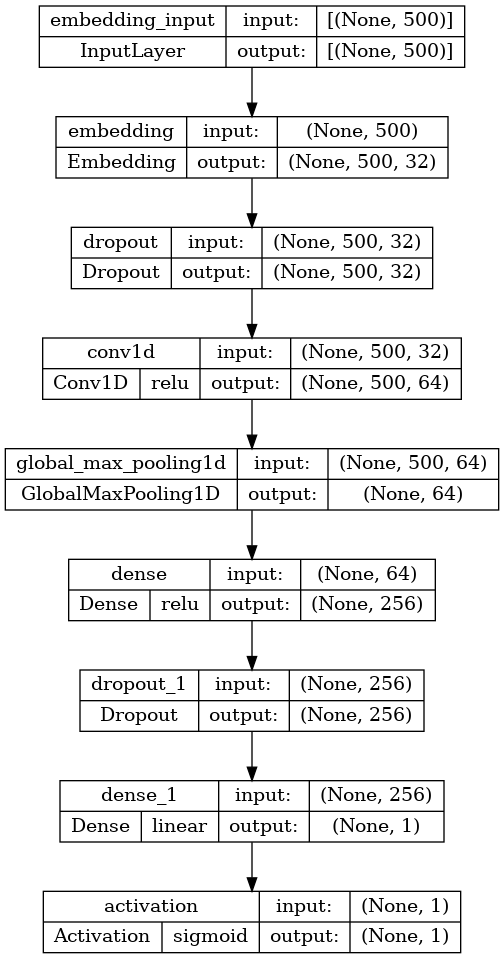 embedding_input input: [(None, 500)]
InputLayer output: [(None, 500)]
embedding input: (None, 500)
Embedding output: (None, 500, 32)
dropout input: (None, 500, 32)
Dropout output: (None, 500, 32)
conv1d input: (None, 500, 32)
Conv1D relu output: (None, 500, 64)
global_max_pooling1d input: (None, 500, 64)
GlobalMaxPooling1D output: (None, 64)
dense input: (None, 64)
Dense relu output: (None, 256)
dropout_1 input: (None, 256)
Dropout output: (None, 256)
dense_1 input: (None, 256)
Dense linear output: (None, 1)
activation input: (None, 1)
Activation sigmoid output: (None, 1)